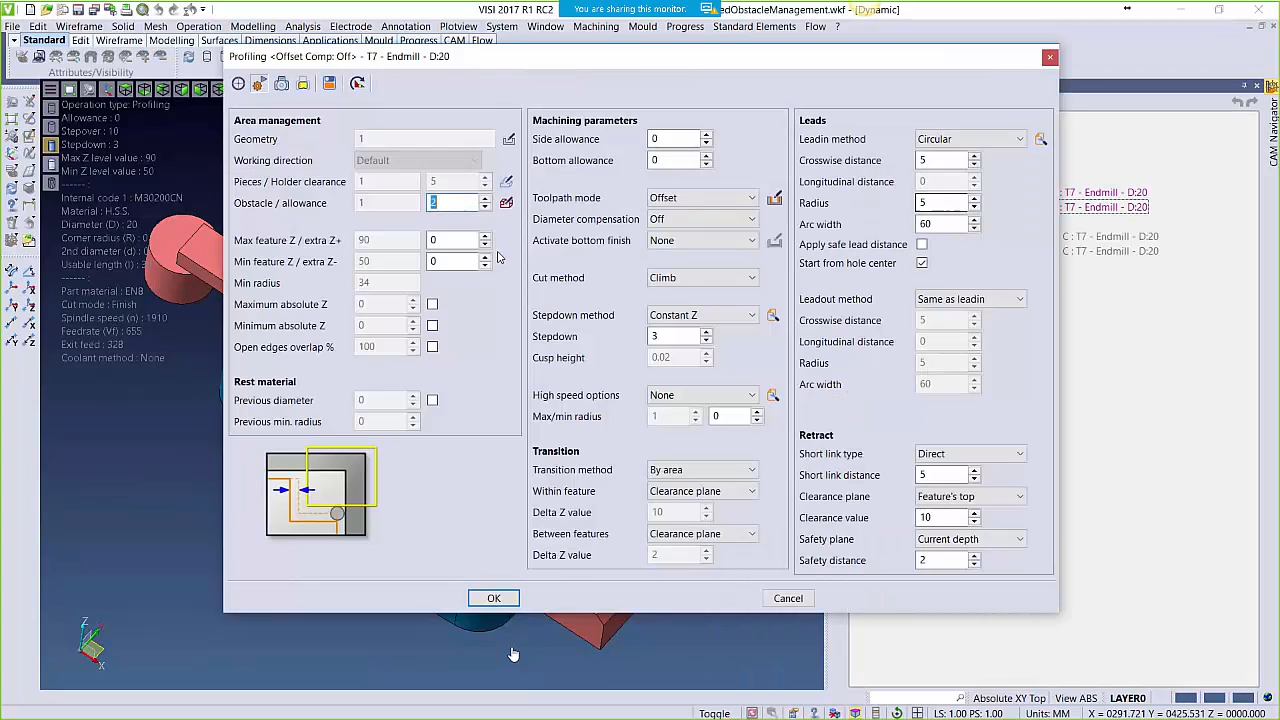 VISI 2017 R1 RC2
You are sharing this monitor.
edObstacleManagement.wkf - [Dynamic]
File Edit Wireframe Solid
Modelling Analysis Electrode Annotation Plotview System
Machining Mould Progress Standard Elements Flow
Standard Edit Wireframe Modelling Surfaces Dimensions Applications Mould Progress CAM Flow
Attributes/Visibility
Profiling <Offset Comp: Off> - T7 - Endmill - D:20
Operation type: Profiling
Allowance: 0
Stepover: 10
Stepdown: 3
Max Z level value: 90
Min Z level value: 50
------ :
Internal code 1 : M30200CN
Material : H.S.S.
Diameter (D) : 20
Corner radius (R) : 0
2nd diameter (d) : 0
Usable length (l) : 3
------ :
Part material : EN8
Cut mode : Finish
Spindle speed (n) : 1910
Feedrate (Vf) : 655
Exit feed : 328
Coolant method : None
Area management
Geometry 1
Working direction Default
Pieces / Holder clearance 1 5
Obstacle / allowance 1 2
Max feature Z / extra Z+ 90 0
Min feature Z / extra Z- 50 0
Min radius 34
Maximum absolute Z 0
Minimum absolute Z 0
Open edges overlap % 100
Rest material
Previous diameter 0
Previous min. radius 0
Machining parameters
Side allowance 0
Bottom allowance 0
Toolpath mode Offset
Diameter compensation Off
Activate bottom finish None
Cut method Climb
Stepdown method Constant Z
Stepdown 3
Cusp height 0.02
High speed options None
Max/min radius 1 0
Transition
Transition method By area
Within feature Clearance plane
Delta Z value 10
Between features Clearance plane
Delta Z value 2
Leads
Leadin method Circular
Crosswise distance 5
Longitudinal distance 0
Radius 5
Arc width 60
Apply safe lead distance
Start from hole center
Leadout method Same as leadin
Crosswise distance 5
Longitudinal distance 0
Radius 5
Arc width 60
Retract
Short link type Direct
Short link distance 5
Clearance plane Feature's top
Clearance value 10
Safety plane Current depth
Safety distance 2
OK Cancel
: T7 - Endmill - D:20
: T7 - Endmill - D:20
C : T7 - Endmill - D:20
C : T7 - Endmill - D:20
CAM Navigator
Z
X
Absolute XY Top View ABS LAYER0
Toggle LS: 1.00 PS: 1.00 Units: MM X = 0291.721 Y = 0425.531 Z = 0000.000